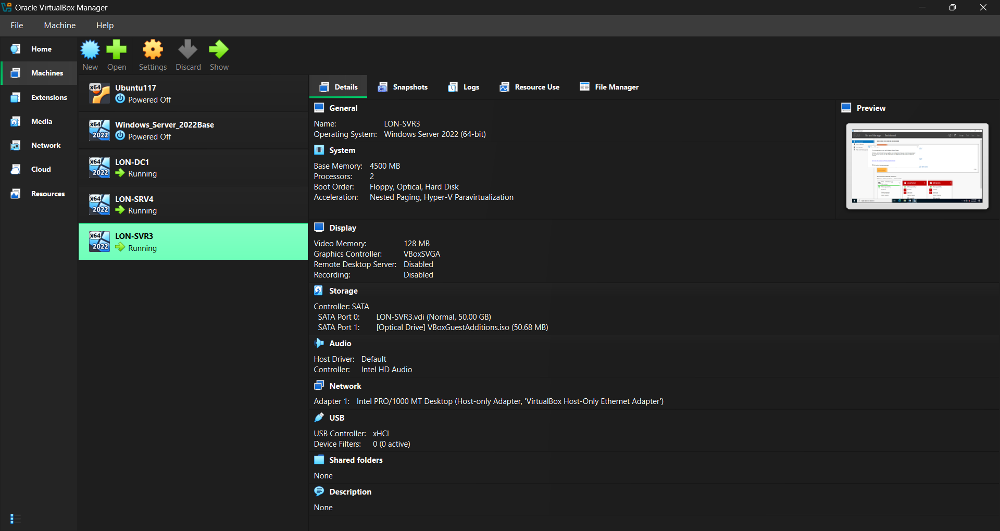 Oracle VirtualBox Manager
File Machine Help
Home
Machines
Extensions
Media
Network
Cloud
Resources
New Open Settings Discard Show
x64 Ubuntu117
Powered Off
x64 2022 Windows_Server_2022Base
Powered Off
x64 2022 LON-DC1
Running
x64 2022 LON-SRV4
Running
x64 2022 LON-SVR3
Running
Details Snapshots Logs Resource Use File Manager
General
Name: LON-SVR3
Operating System: Windows Server 2022 (64-bit)
System
Base Memory: 4500 MB
Processors: 2
Boot Order: Floppy, Optical, Hard Disk
Acceleration: Nested Paging, Hyper-V Paravirtualization
Preview
Server Manager · Dashboard
Display
Video Memory: 128 MB
Graphics Controller: VBoxSVGA
Remote Desktop Server: Disabled
Recording: Disabled
Storage
Controller: SATA
SATA Port 0: LON-SVR3.vdi (Normal, 50.00 GB)
SATA Port 1: [Optical Drive] VBoxGuestAdditions.iso (50.68 MB)
Audio
Host Driver: Default
Controller: Intel HD Audio
Network
Adapter 1: Intel PRO/1000 MT Desktop (Host-only Adapter, 'VirtualBox Host-Only Ethernet Adapter')
USB
USB Controller: xHCI
Device Filters: 0 (0 active)
Shared folders
None
Description
None